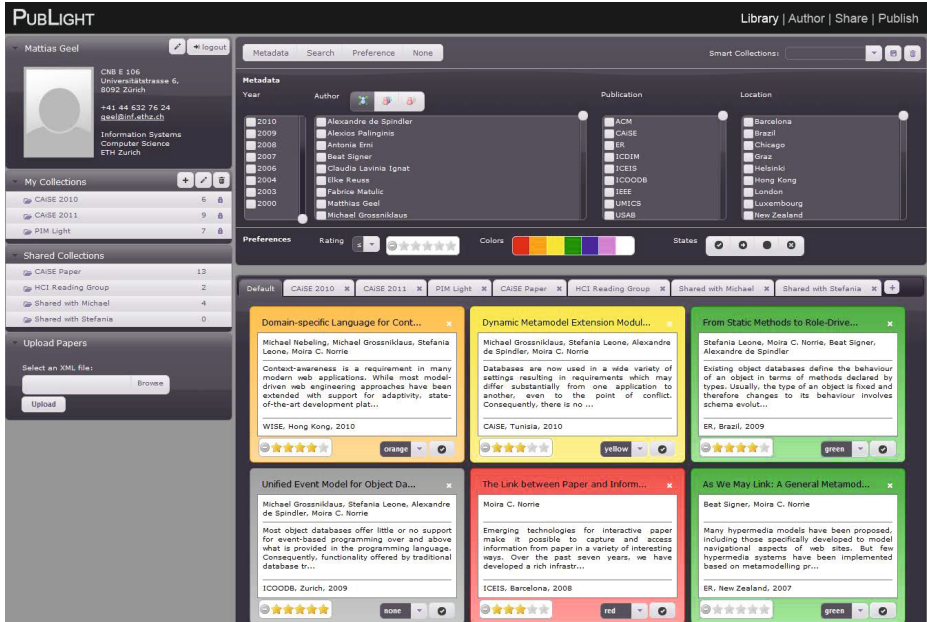 PubLight
Library | Author | Share | Publish
Mattias Geel
logout
CNB E 106
Universitätstrasse 6,
8092 Zürich
+41 44 632 76 24
geel@inf.ethz.ch
Information Systems
Computer Science
ETH Zurich
My Collections
CAiSE 2010 6
CAiSE 2011 9
PIM Light 7
Shared Collections
CAiSE Paper 13
HCI Reading Group 2
Shared with Michael 4
Shared with Stefania 0
Upload Papers
Select an XML file:
Browse
Upload
Metadata Search Preference None
Smart Collections:
Metadata
Year Author Publication Location
2010 Alexandre de Spindler ACM Barcelona
2009 Alexios Palinginis CAiSE Brazil
2008 Antonia Erni ER Chicago
2007 Beat Signer ICDIM Graz
2006 Claudia Lavinia Ignat ICEIS Helsinki
2004 Elke Reuss ICOODB Hong Kong
2003 Fabrice Matulic IEEE London
2000 Matthias Geel UMICS Luxembourg
Michael Grossniklaus USAB New Zealand
Preferences Rating ≤ Colors States
Default CAiSE 2010 CAiSE 2011 PIM Light CAiSE Paper HCI Reading Group Shared with Michael Shared with Stefania +
Domain-specific Language for Cont...
Michael Nebeling, Michael Grossniklaus, Stefania
Leone, Moira C. Norrie
Context-awareness is a requirement in many
modern web applications. While most model-
driven web engineering approaches have been
extended with support for adaptivity, state-
of-the-art development plat...
WISE, Hong Kong, 2010
orange
Dynamic Metamodel Extension Modul...
Michael Grossniklaus, Stefania Leone, Alexandre
de Spindler, Moira C. Norrie
Databases are now used in a wide variety of
settings resulting in requirements which may
differ substantially from one application to
another, even to the point of conflict.
Consequently, there is no ...
CAiSE, Tunisia, 2010
yellow
From Static Methods to Role-Drive...
Stefania Leone, Moira C. Norrie, Beat Signer,
Alexandre de Spindler
Existing object databases define the behaviour
of an object in terms of methods declared by
types. Usually, the type of an object is fixed and
therefore changes to its behaviour involves
schema evolut...
ER, Brazil, 2009
green
Unified Event Model for Object Da...
Michael Grossniklaus, Stefania Leone, Alexandre
de Spindler, Moira C. Norrie
Most object databases offer little or no support
for event-based programming over and above
what is provided in the programming language.
Consequently, functionality offered by traditional
database tr...
ICOODB, Zurich, 2009
none
The Link between Paper and Inform...
Moira C. Norrie
Emerging technologies for interactive paper
make it possible to capture and access
information from paper in a variety of interesting
ways. Over the past seven years, we have
developed a rich infrastr...
ICEIS, Barcelona, 2008
red
As We May Link: A General Metamod...
Beat Signer, Moira C. Norrie
Many hypermedia models have been proposed,
including those specifically developed to model
navigational aspects of web sites. But few
hypermedia systems have been implemented
based on metamodelling pr...
ER, New Zealand, 2007
green